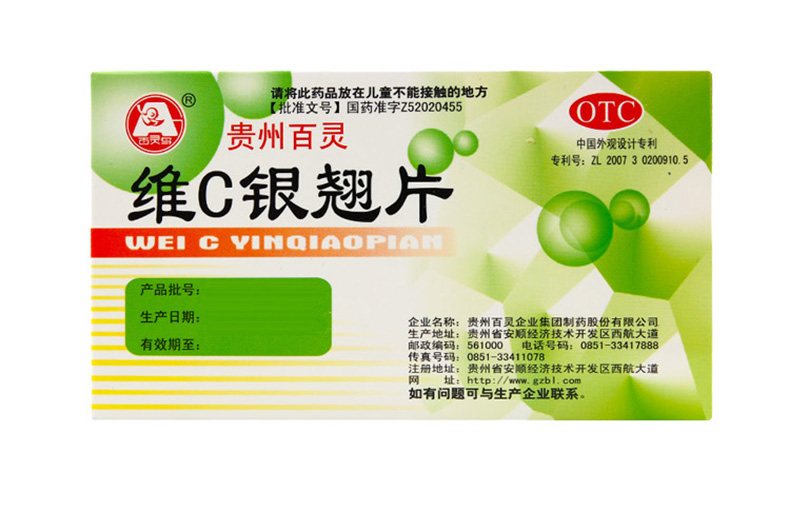 请将此药品放在儿童不能接触的地方
【批准文号】国药准字Z52020455
百灵鸟
®
贵州百灵
OTC
中国外观设计专利
专利号: ZL 2007 3 0200910.5
维C银翘片
WEI C YINQIAOPIAN
产品批号:
生产日期:
有效期至:
企业名称: 贵州百灵企业集团制药股份有限公司
生产地址: 贵州省安顺经济技术开发区西航大道
邮政编码: 561000 电话号码: 0851-33417888
传真号码: 0851-33411078
注册地址: 贵州省安顺经济技术开发区西航大道
网 址: http://www.gzbl.com
如有问题可与生产企业联系。